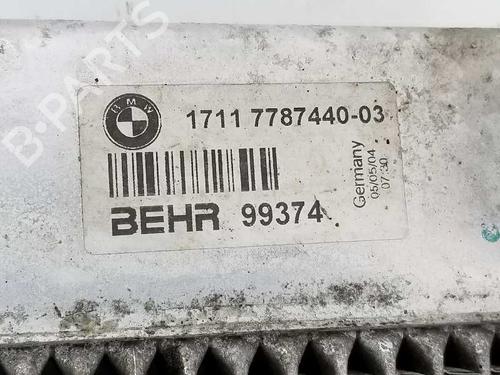 B-PARTS
BMW
1711 7787440-03
BEHR 99374
Germany
05/05/04
07:30